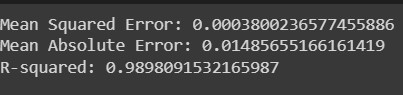 Mean Squared Error: 0.0003800236577455886
Mean Absolute Error: 0.01485655166161419
R-squared: 0.9898091532165987